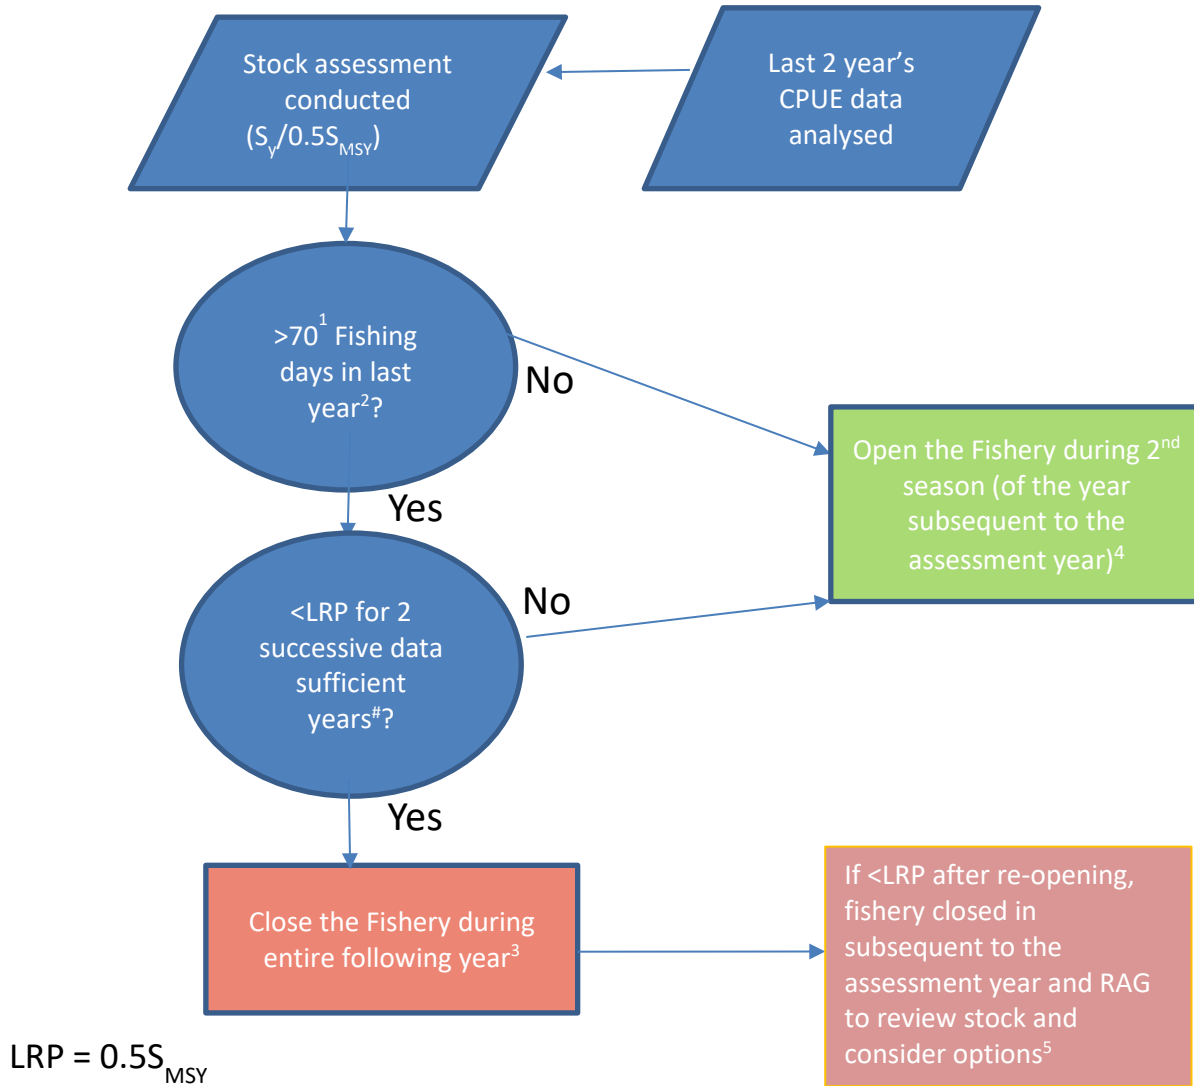 Stock assessment
conducted
(S_y/0.5S_MSY)
Last 2 year’s
CPUE data
analysed
>70¹ Fishing
days in last
year²?
No
Yes
Open the Fishery during 2ⁿᵈ
season (of the year
subsequent to the
assessment year)⁴
<LRP for 2
successive data
sufficient
years^#?
No
Yes
Close the Fishery during
entire following year³
If <LRP after re-opening,
fishery closed in
subsequent to the
assessment year and RAG
to review stock and
consider options⁵
LRP = 0.5S_MSY